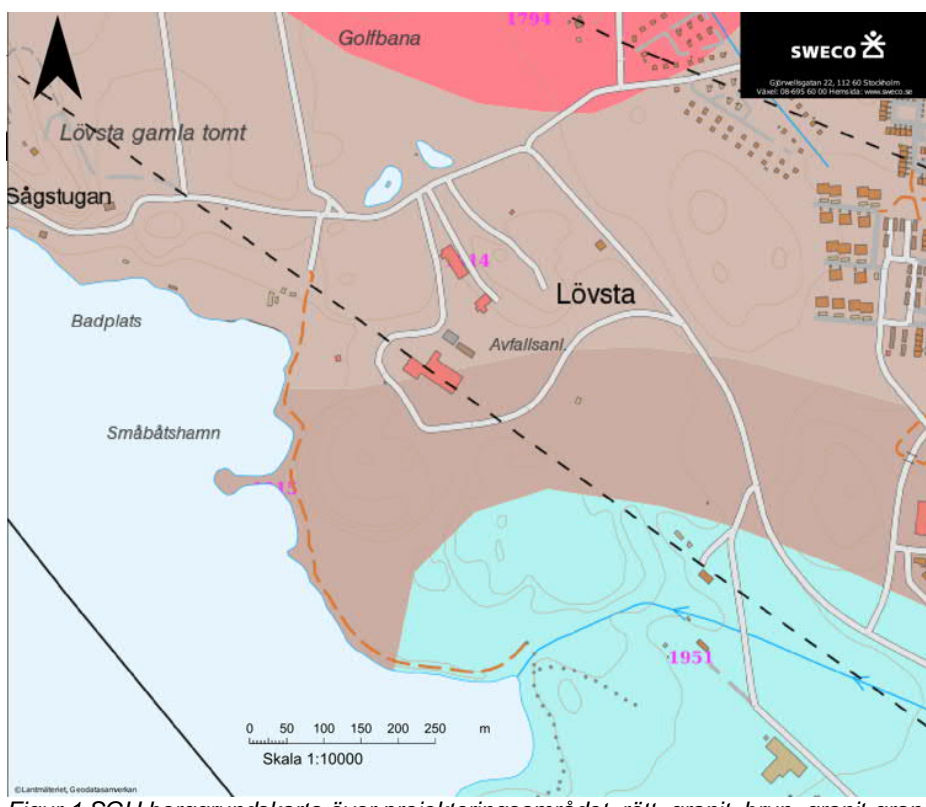 1794
Golfbana
SWECO
Gjörwellsgatan 22, 112 60 Stockholm
Växel: 08-695 60 00 Hemsida: www.sweco.se
Lövsta gamla tomt
Sågstugan
14
Lövsta
Badplats
Avfallsanl.
Småbåtshamn
15
1951
0 50 100 150 200 250 m
Skala 1:10000
©Lantmäteriet, Geodatasamverkan
Figur 1 SGU berggrundskarta över projekteringsområdet, rött- granit, brun- granit-gran